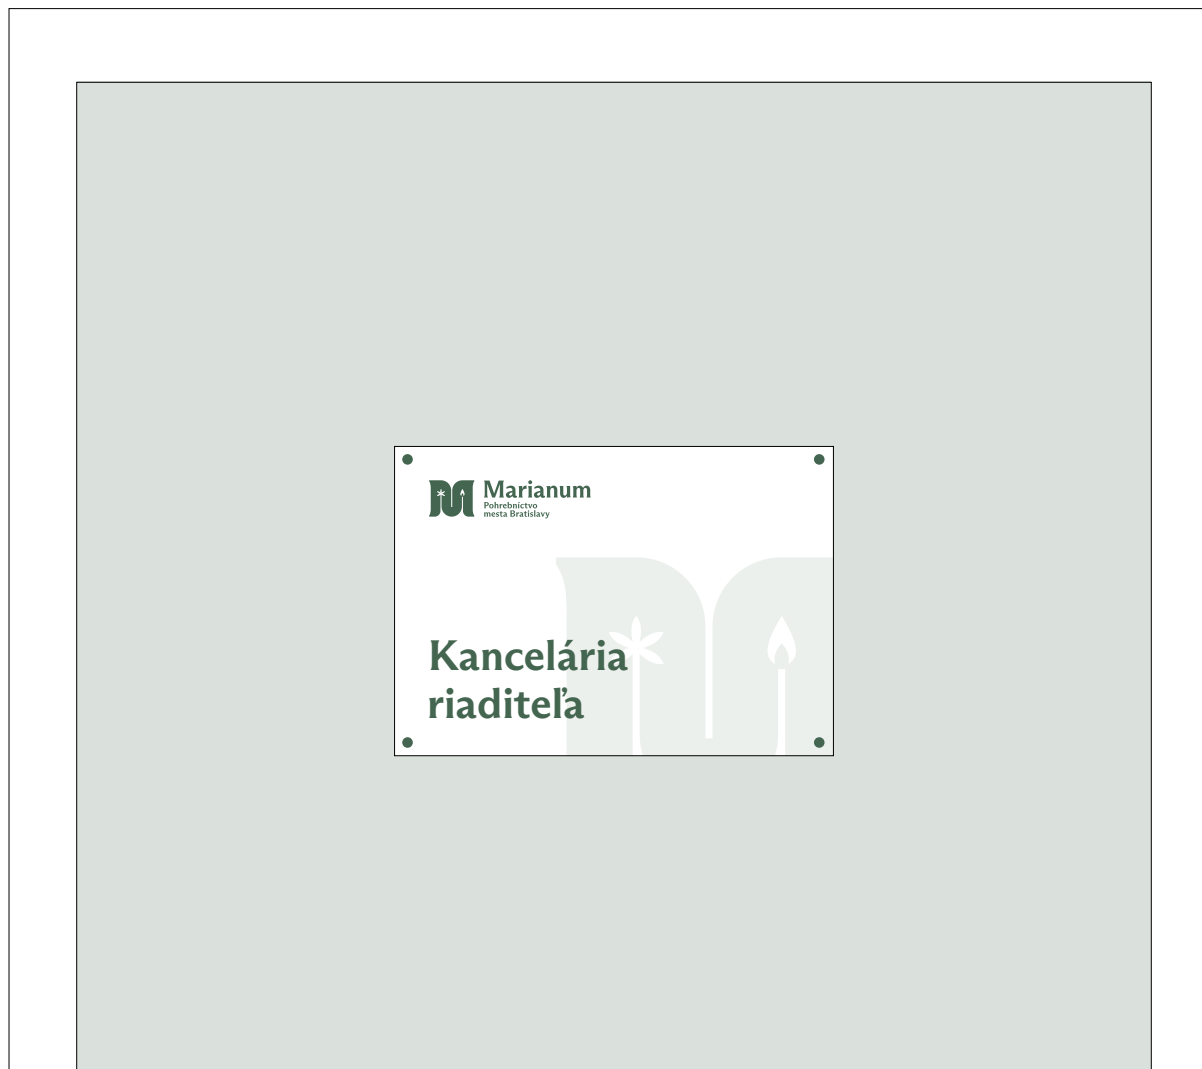 Marianum
Pohrebníctvo
mesta Bratislavy
Kancelária
riaditeľa